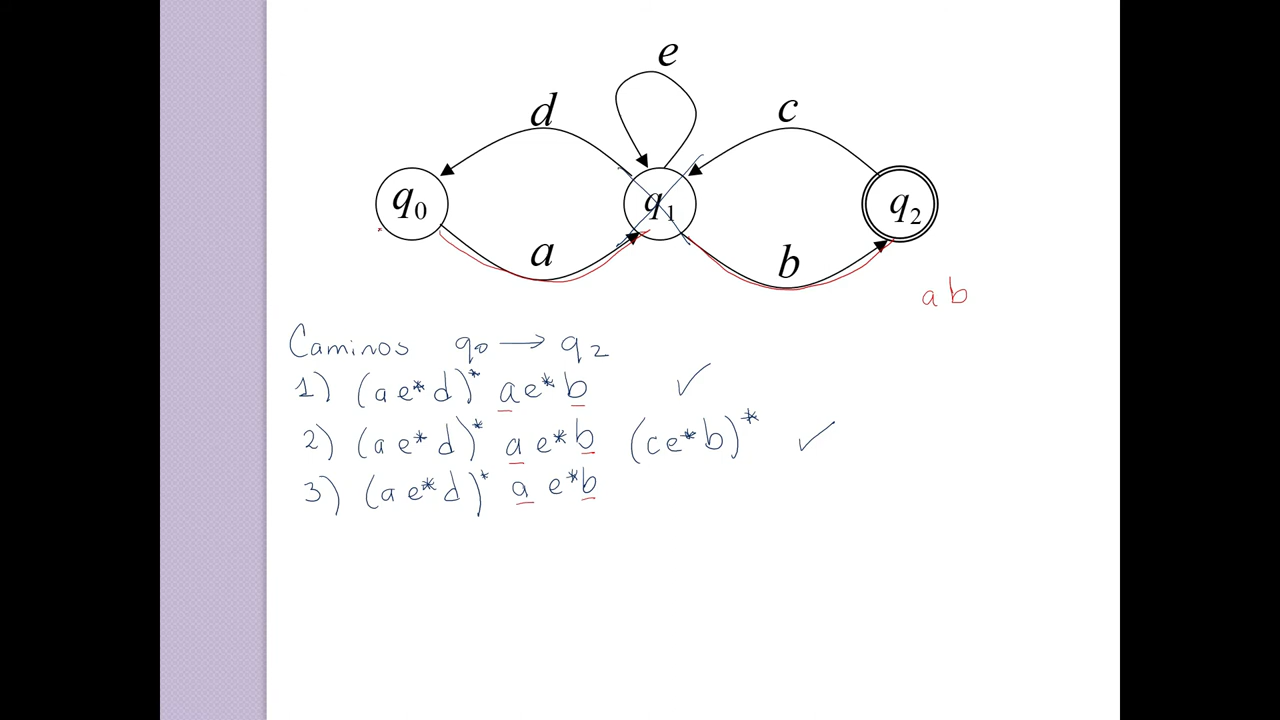 e
d
c
q0
q1
q2
a
b
a b
Caminos q0 → q2
1) (a e* d)* a e* b ✓
2) (a e* d)* a e* b (c e* b)* ✓
3) (a e* d)* a e* b